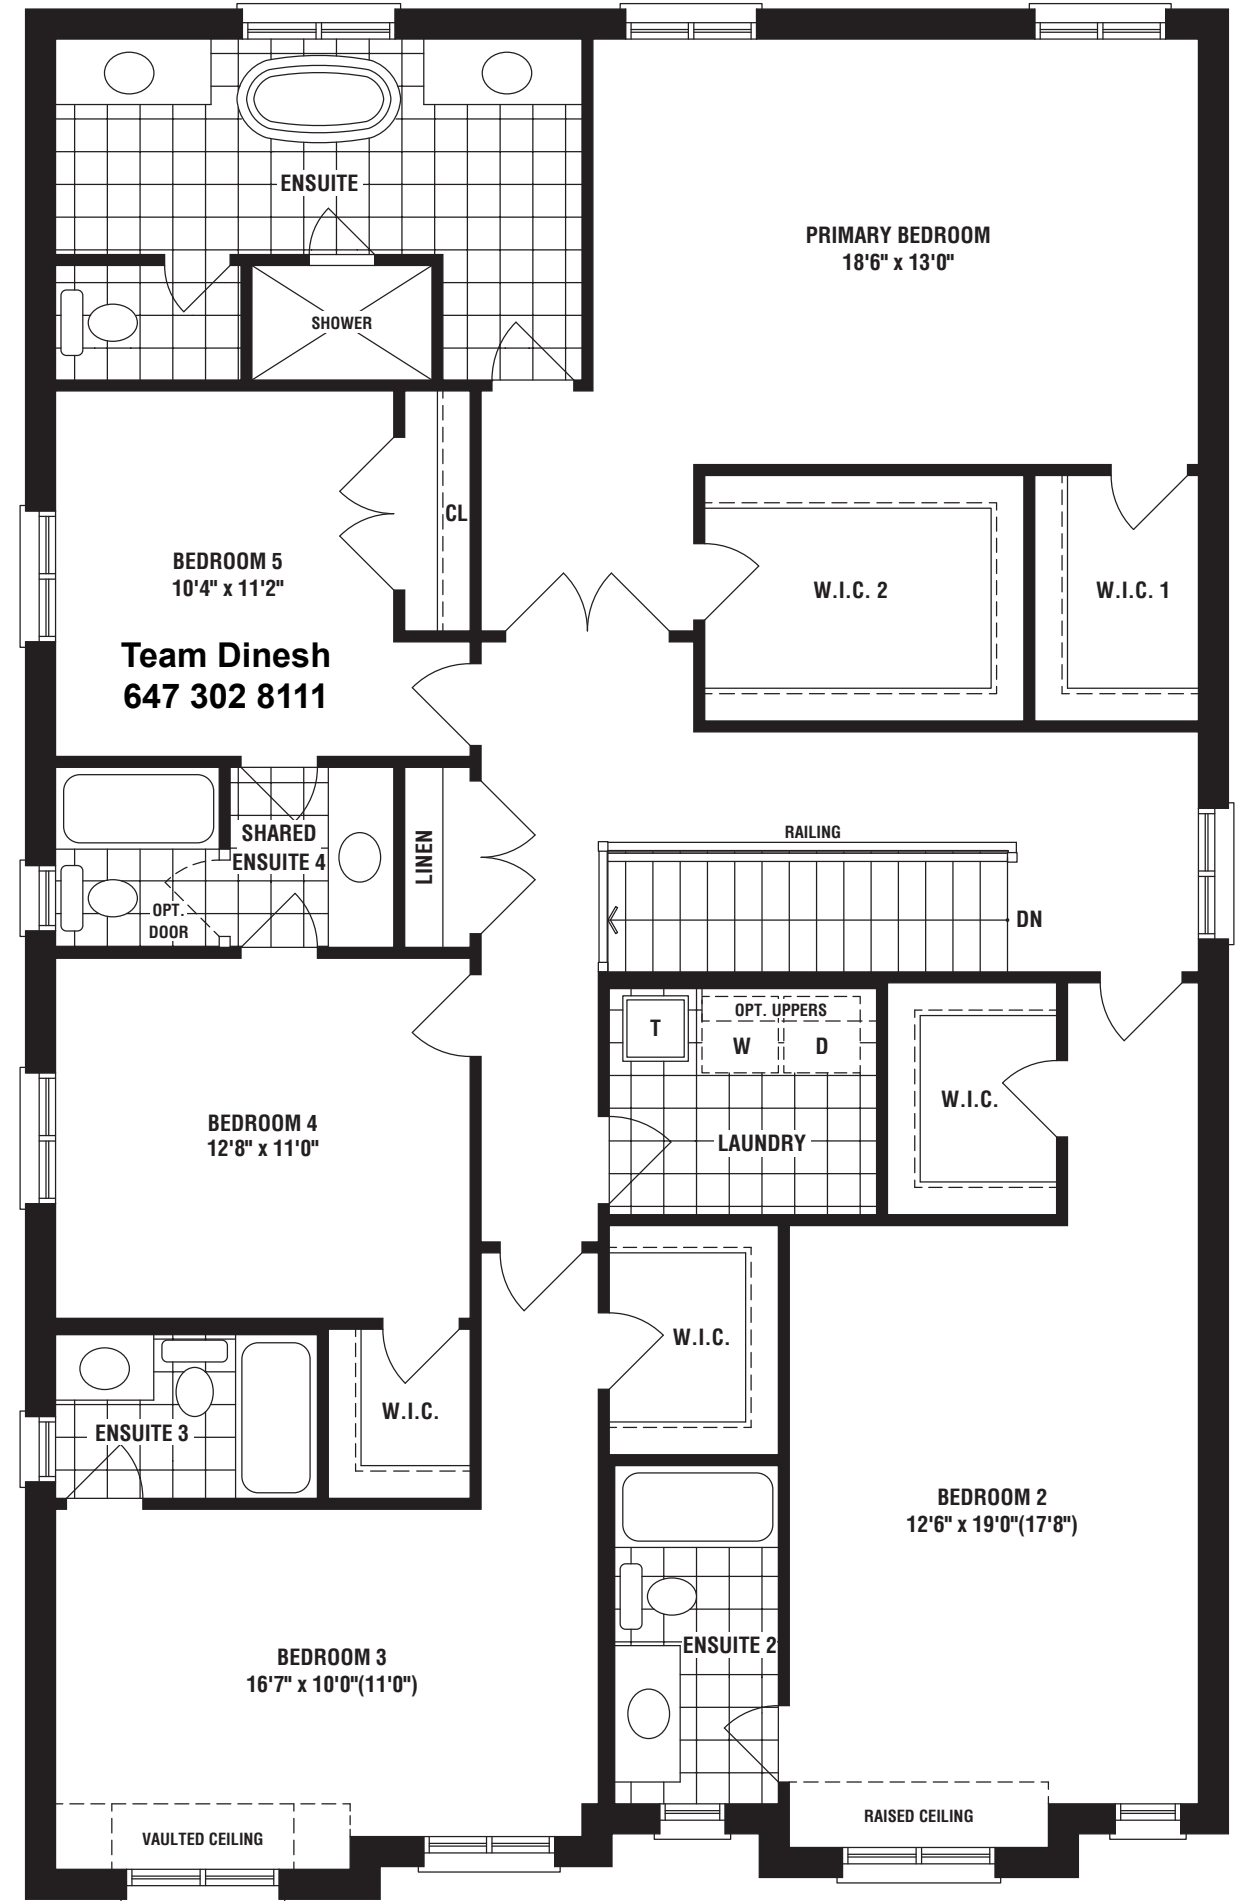 ENSUITE
PRIMARY BEDROOM
18'6" x 13'0"
SHOWER
CL
BEDROOM 5
10'4" x 11'2"
W.I.C. 2
W.I.C. 1
Team Dinesh
647 302 8111
SHARED
ENSUITE 4
OPT.
DOOR
LINEN
RAILING
DN
T
OPT. UPPERS
W
D
LAUNDRY
W.I.C.
BEDROOM 4
12'8" x 11'0"
W.I.C.
W.I.C.
ENSUITE 3
BEDROOM 2
12'6" x 19'0"(17'8")
ENSUITE 2
BEDROOM 3
16'7" x 10'0"(11'0")
VAULTED CEILING
RAISED CEILING